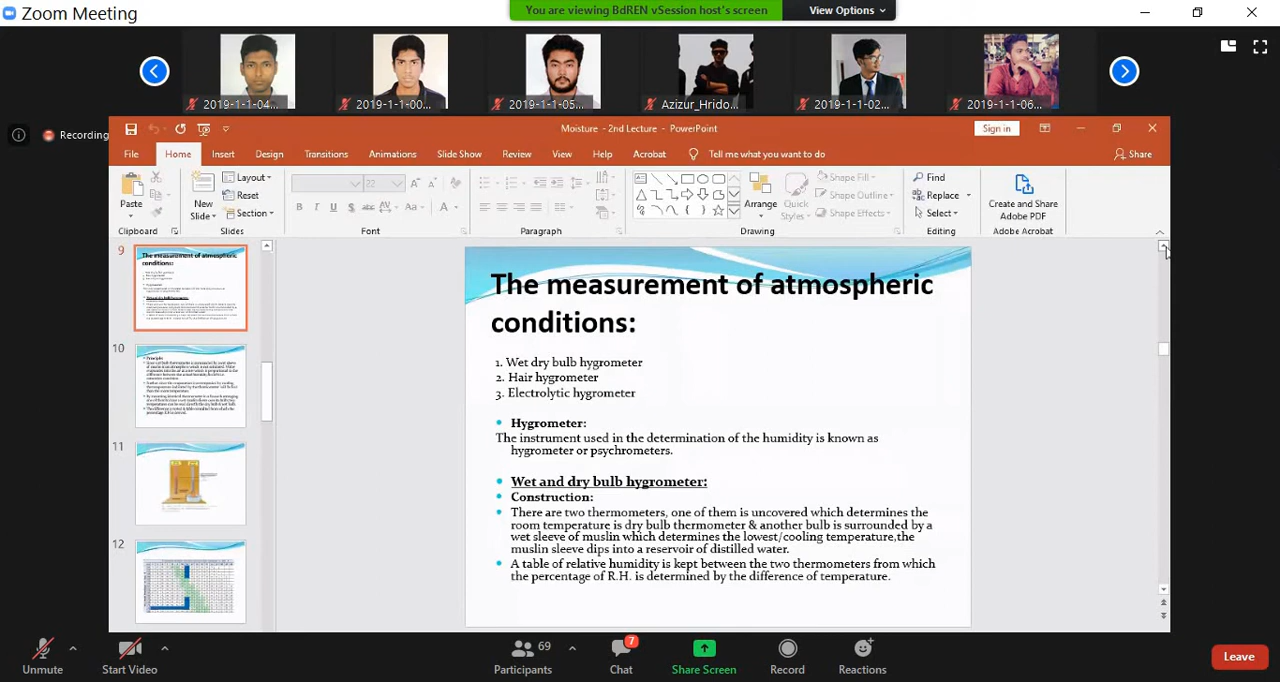 Zoom Meeting
You are viewing BdREN vSession host's screen
View Options
2019-1-1-04...
2019-1-1-00...
2019-1-1-05...
Azizur_Hrido...
2019-1-1-02...
2019-1-1-06...
Recording
Moisture - 2nd Lecture - PowerPoint
Sign in
File
Home
Insert
Design
Transitions
Animations
Slide Show
Review
View
Help
Acrobat
Tell me what you want to do
Share
Paste
Clipboard
New
Slide
Layout
Reset
Section
Slides
22
Font
Paragraph
Arrange
Quick
Styles
Shape Fill
Shape Outline
Shape Effects
Drawing
Find
Replace
Select
Editing
Create and Share
Adobe PDF
Adobe Acrobat
9
The measurement of atmospheric
conditions:
10
11
12
The measurement of atmospheric
conditions:
1. Wet dry bulb hygrometer
2. Hair hygrometer
3. Electrolytic hygrometer
Hygrometer:
The instrument used in the determination of the humidity is known as
hygrometer or psychrometers.
Wet and dry bulb hygrometer:
Construction:
There are two thermometers, one of them is uncovered which determines the
room temperature is dry bulb thermometer & another bulb is surrounded by a
wet sleeve of muslin which determines the lowest/cooling temperature,the
muslin sleeve dips into a reservoir of distilled water.
A table of relative humidity is kept between the two thermometers from which
the percentage of R.H. is determined by the difference of temperature.
Unmute
Start Video
69
Participants
7
Chat
Share Screen
Record
Reactions
Leave